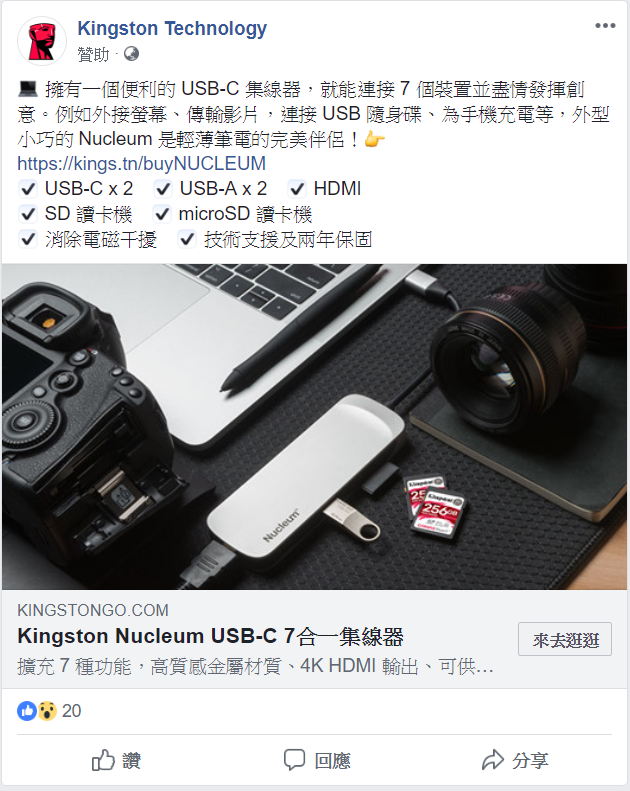 Kingston Technology
贊助 ·
擁有一個便利的 USB-C 集線器，就能連接 7 個裝置並盡情發揮創
意。例如外接螢幕、傳輸影片，連接 USB 隨身碟、為手機充電等，外型
小巧的 Nucleum 是輕薄筆電的完美伴侶！👉
https://kings.tn/buyNUCLEUM
✔ USB-C x 2 ✔ USB-A x 2 ✔ HDMI
✔ SD 讀卡機 ✔ microSD 讀卡機
✔ 消除電磁干擾 ✔ 技術支援及兩年保固
Nucleum
Kingston
256GB
KINGSTONGO.COM
Kingston Nucleum USB-C 7合一集線器
來去逛逛
擴充 7 種功能，高質感金屬材質、4K HDMI 輸出、可供…
20
讚
回應
分享